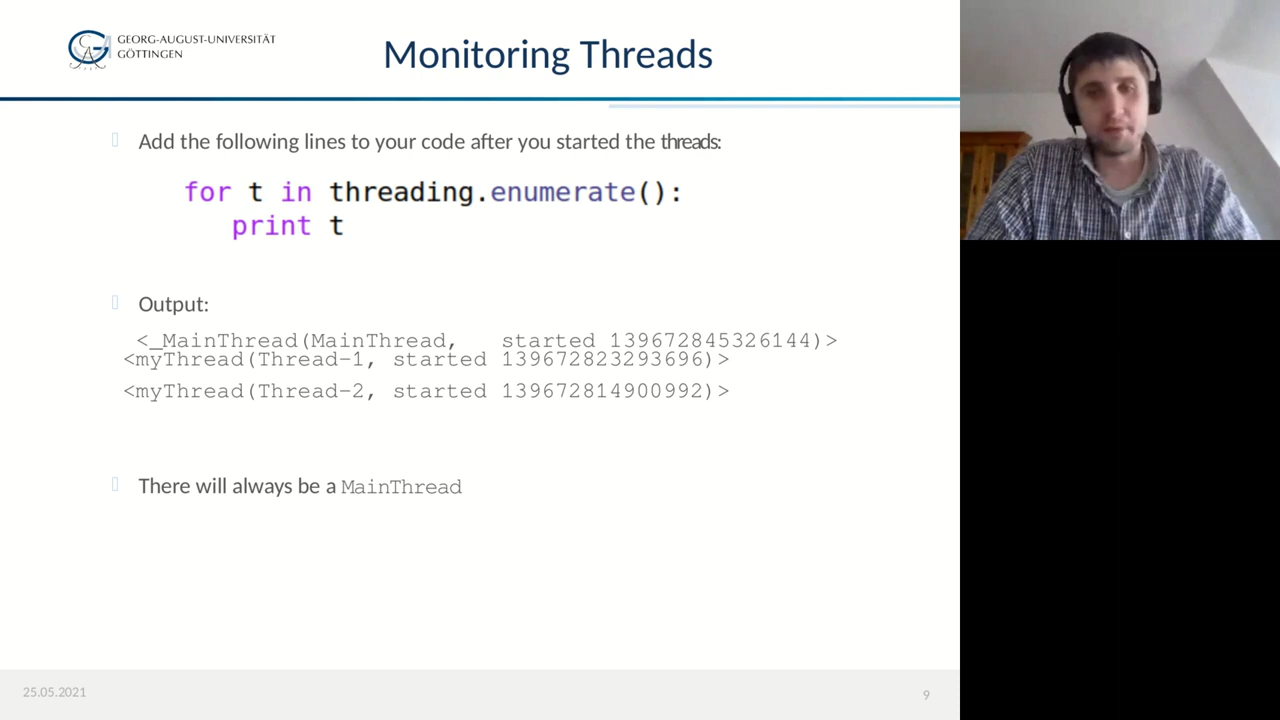 GEORG-AUGUST-UNIVERSITÄT
GÖTTINGEN
Monitoring Threads
Add the following lines to your code after you started the threads:
for t in threading.enumerate():
print t
Output:
<_MainThread(MainThread, started 139672845326144)>
<myThread(Thread-1, started 139672823293696)>
<myThread(Thread-2, started 139672814900992)>
There will always be a MainThread
25.05.2021
9